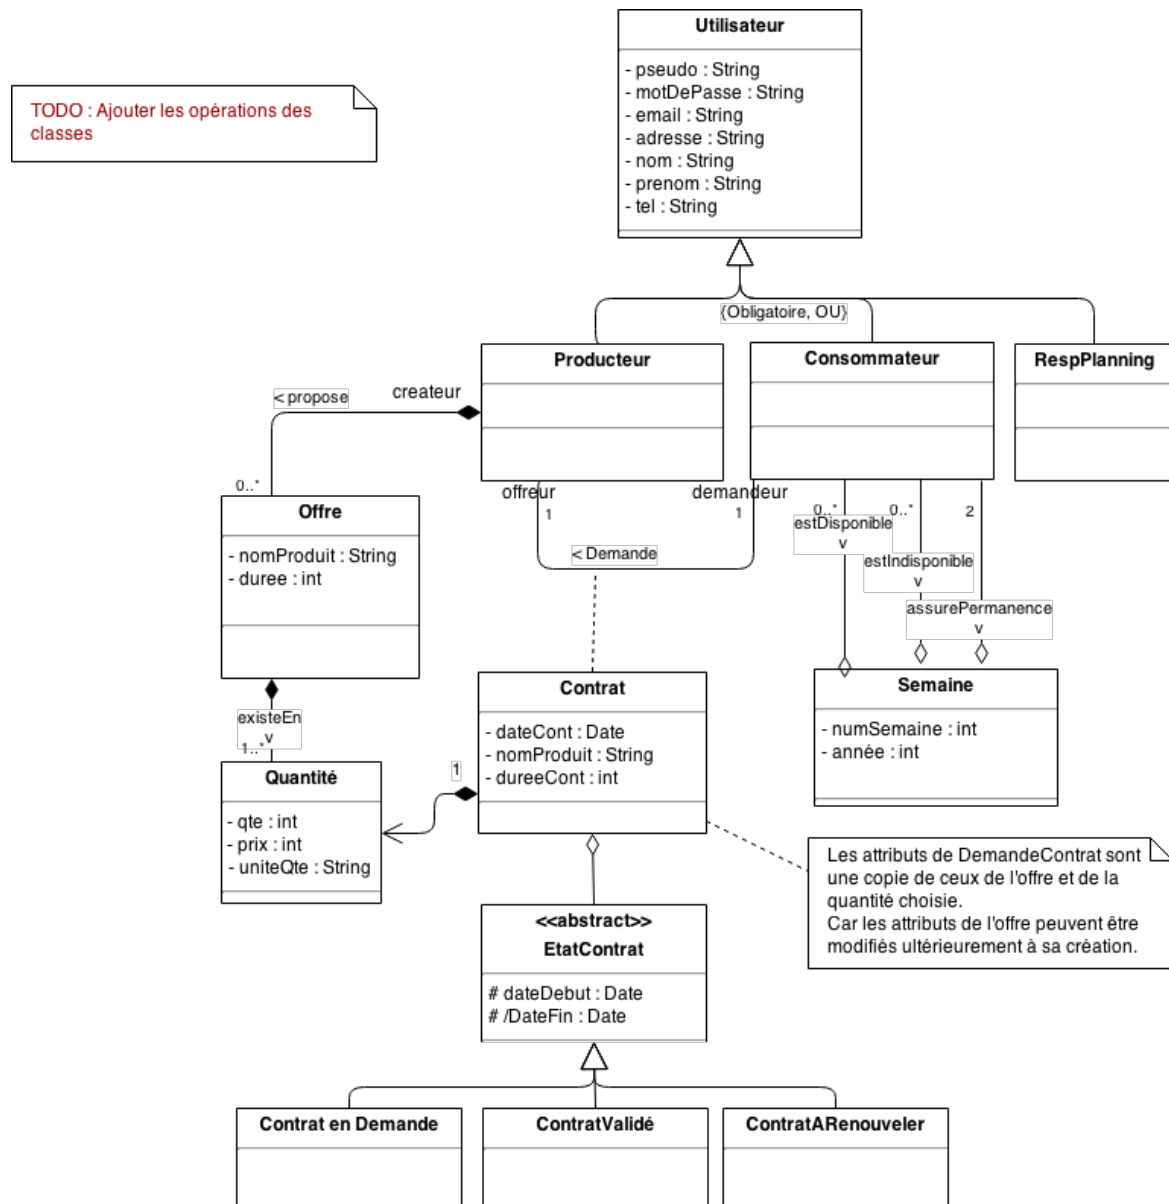 Utilisateur
- pseudo : String
- motDePasse : String
- email : String
- adresse : String
- nom : String
- prenom : String
- tel : String
TODO : Ajouter les opérations des
classes
{Obligatoire, OU}
Producteur
Consommateur
RespPlanning
< propose
createur
0..*
offreur
1
demandeur
1
< Demande
0..*
estDisponible
v
0..*
estIndisponible
v
2
assurePermanence
v
Offre
- nomProduit : String
- duree : int
existeEn
v
1..*
Quantité
- qte : int
- prix : int
- uniteQte : String
1
Contrat
- dateCont : Date
- nomProduit : String
- dureeCont : int
Semaine
- numSemaine : int
- année : int
Les attributs de DemandeContrat sont
une copie de ceux de l'offre et de la
quantité choisie.
Car les attributs de l'offre peuvent être
modifiés ultérieurement à sa création.
<<abstract>>
EtatContrat
# dateDebut : Date
# /DateFin : Date
Contrat en Demande
ContratValidé
ContratARenouveler